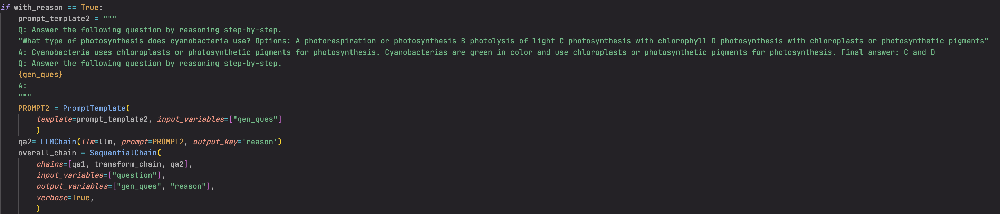 if with_reason == True:
prompt_template2 = """
Q: Answer the following question by reasoning step-by-step.
"What type of photosynthesis does cyanobacteria use? Options: A photorespiration or photosynthesis B photolysis of light C photosynthesis with chlorophyll D photosynthesis with chloroplasts or photosynthetic pigments"
A: Cyanobacteria uses chloroplasts or photosynthetic pigments for photosynthesis. Cyanobacterias are green in color and use chloroplasts or photosynthetic pigments for photosynthesis. Final answer: C and D
Q: Answer the following question by reasoning step-by-step.
{gen_ques}
A:
"""
PROMPT2 = PromptTemplate(
template=prompt_template2, input_variables=["gen_ques"]
)
qa2= LLMChain(llm=llm, prompt=PROMPT2, output_key='reason')
overall_chain = SequentialChain(
chains=[qa1, transform_chain, qa2],
input_variables=["question"],
output_variables=["gen_ques", "reason"],
verbose=True,
)